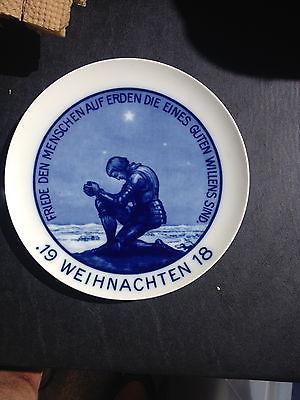 FRIEDE DEN MENSCHEN AUF ERDEN DIE EINES GUTEN WILLENS SIND.
.19 WEIHNACHTEN 18